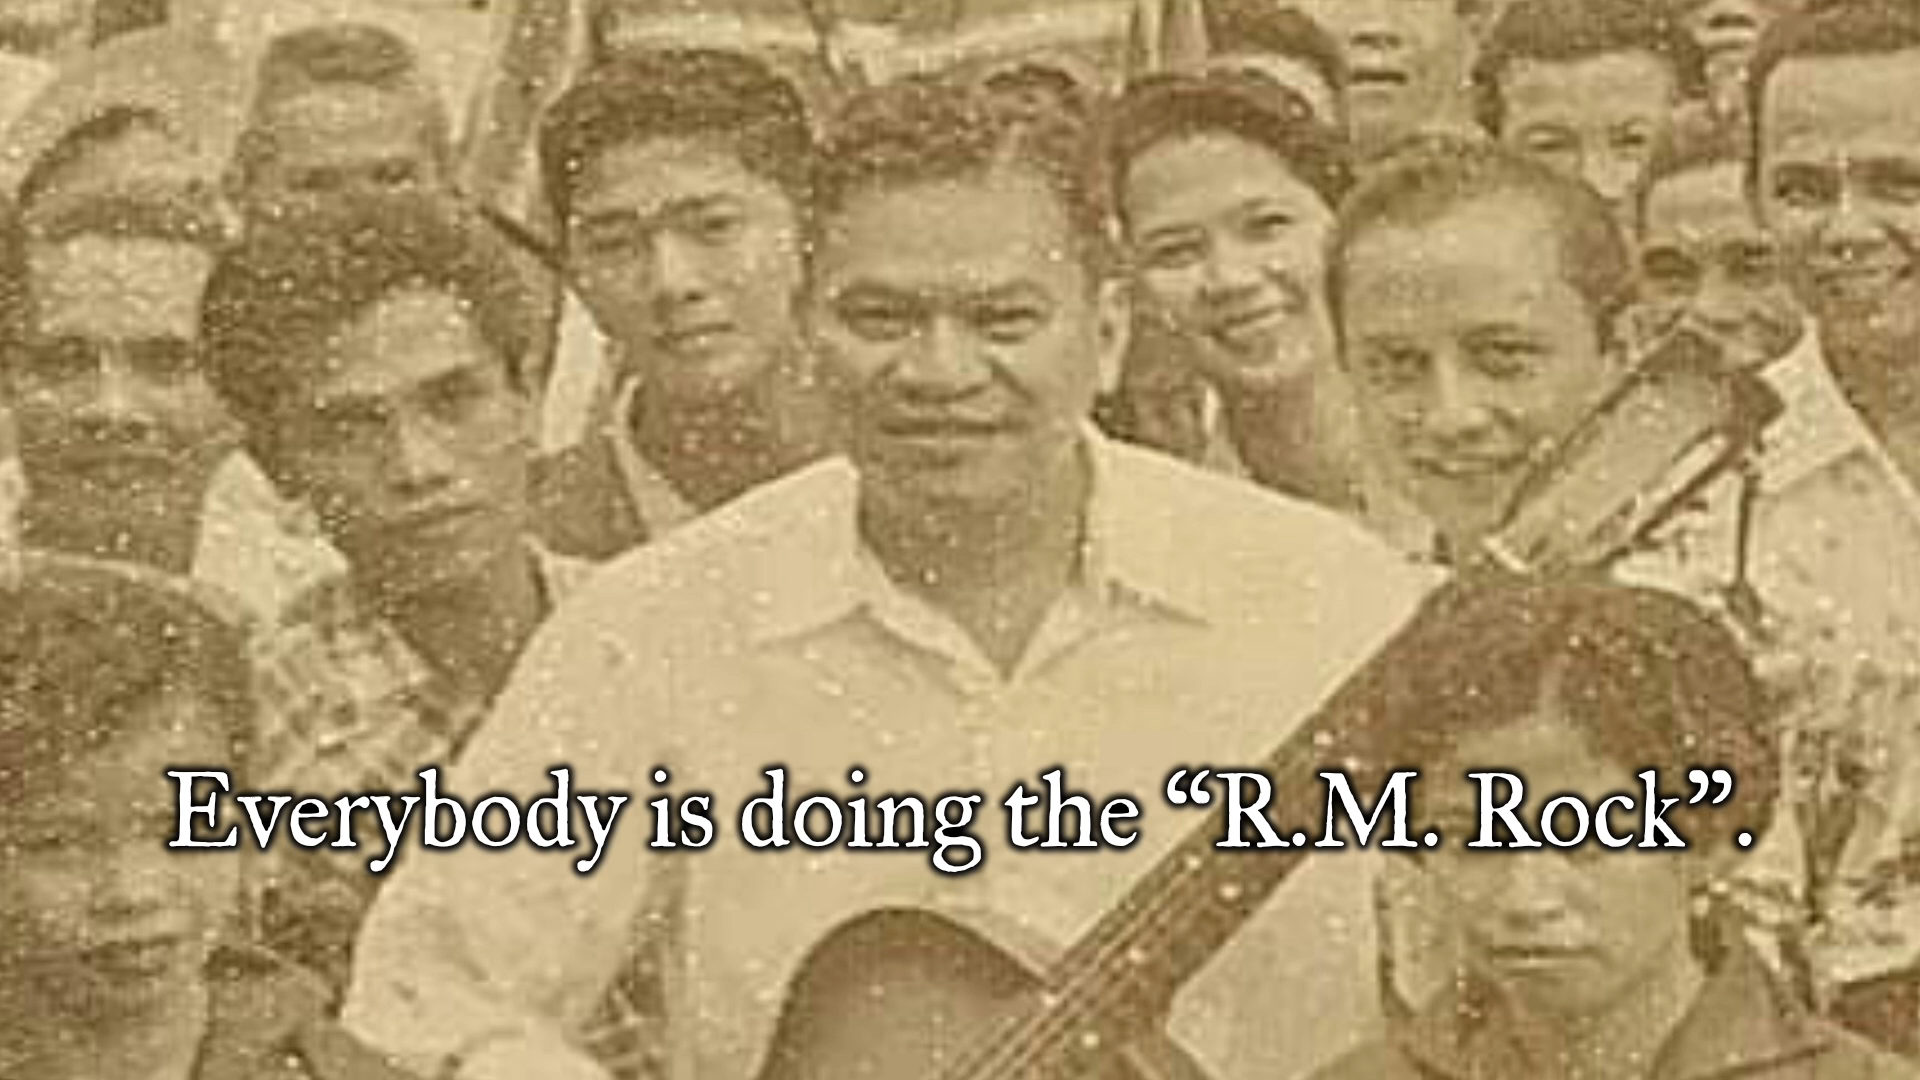 Everybody is doing the “R.M. Rock”.